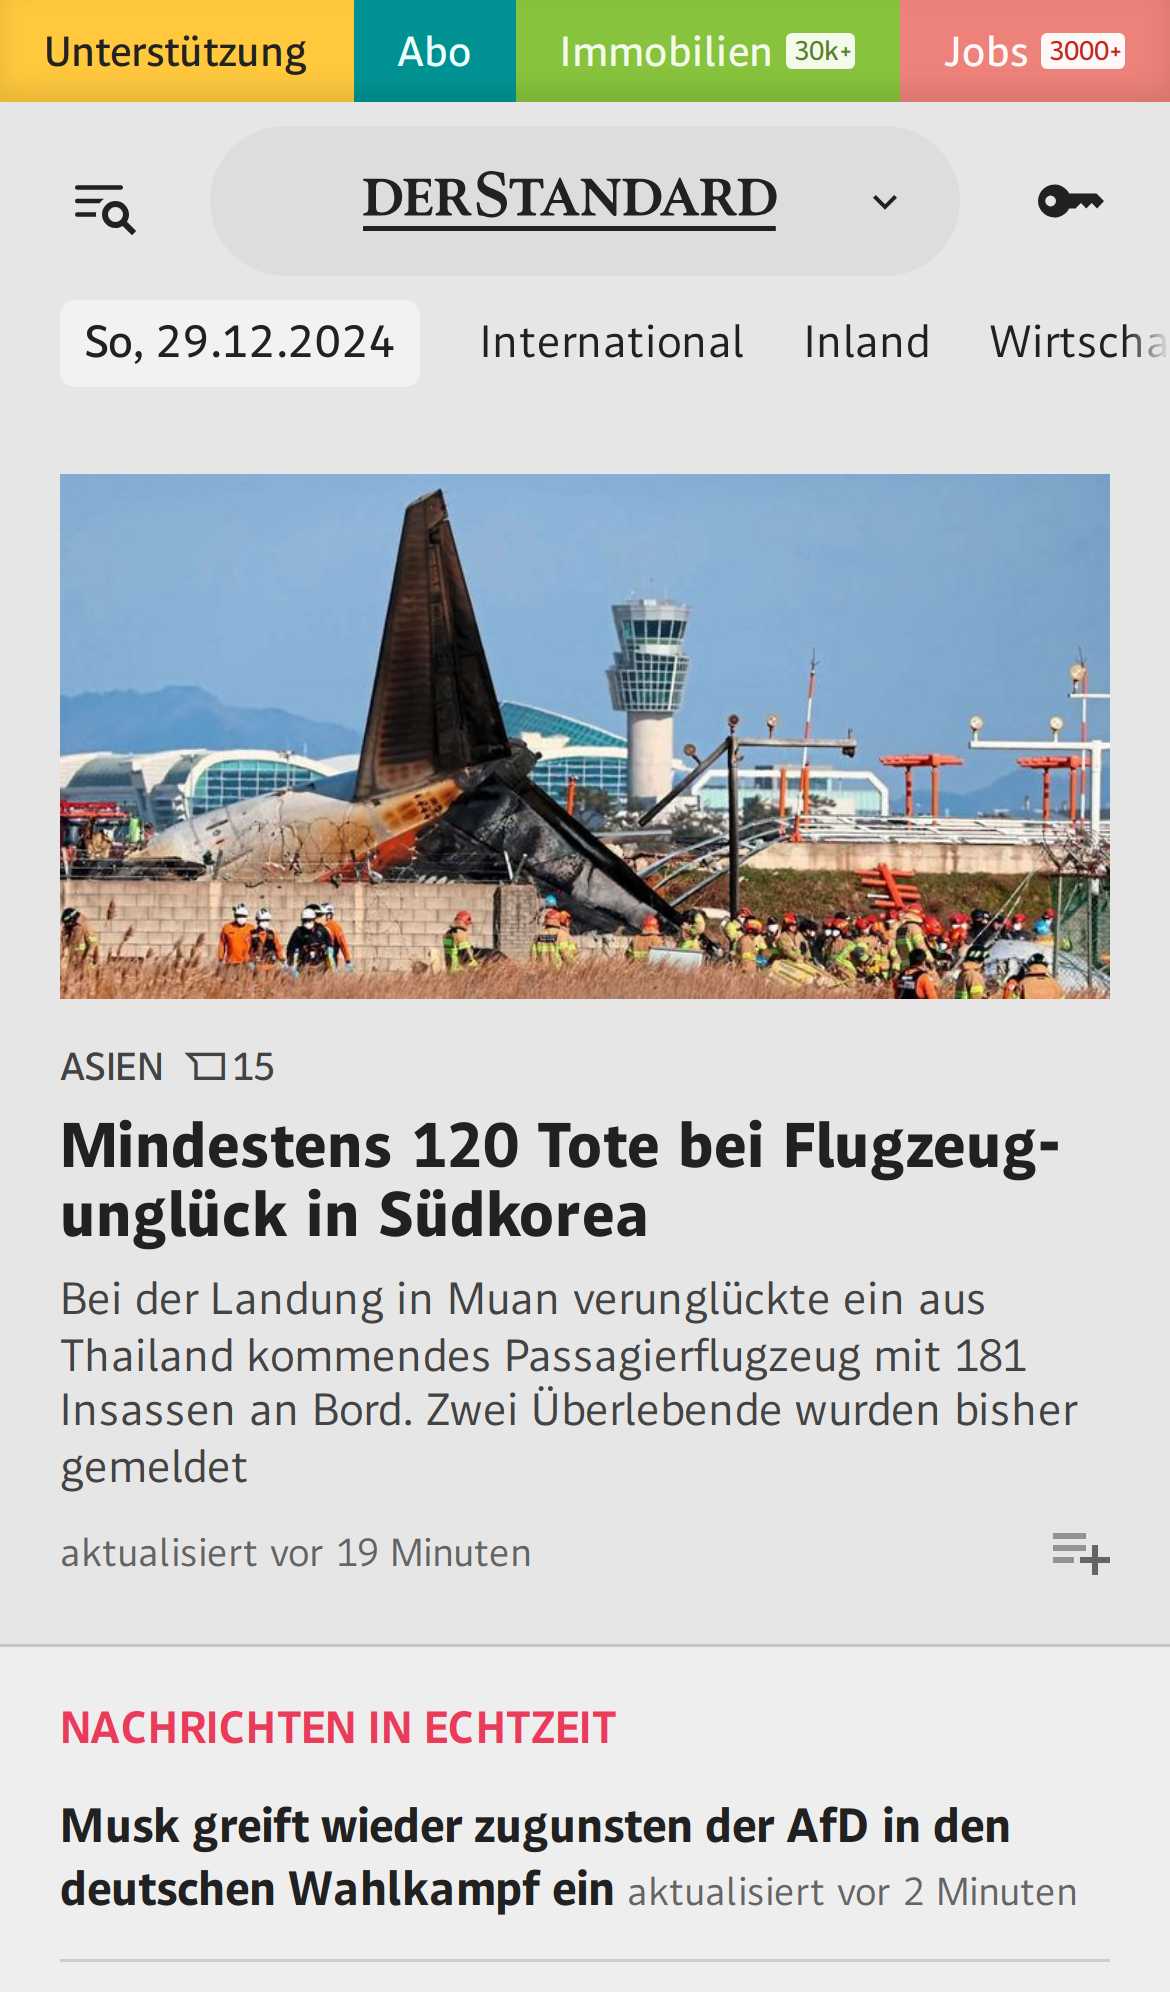 Unterstützung
Abo
Immobilien 30k+
Jobs 3000+
DERSTANDARD
So, 29.12.2024
International
Inland
Wirtscha
ASIEN 15
Mindestens 120 Tote bei Flugzeug-
unglück in Südkorea
Bei der Landung in Muan verunglückte ein aus
Thailand kommendes Passagierflugzeug mit 181
Insassen an Bord. Zwei Überlebende wurden bisher
gemeldet
aktualisiert vor 19 Minuten
NACHRICHTEN IN ECHTZEIT
Musk greift wieder zugunsten der AfD in den
deutschen Wahlkampf ein aktualisiert vor 2 Minuten